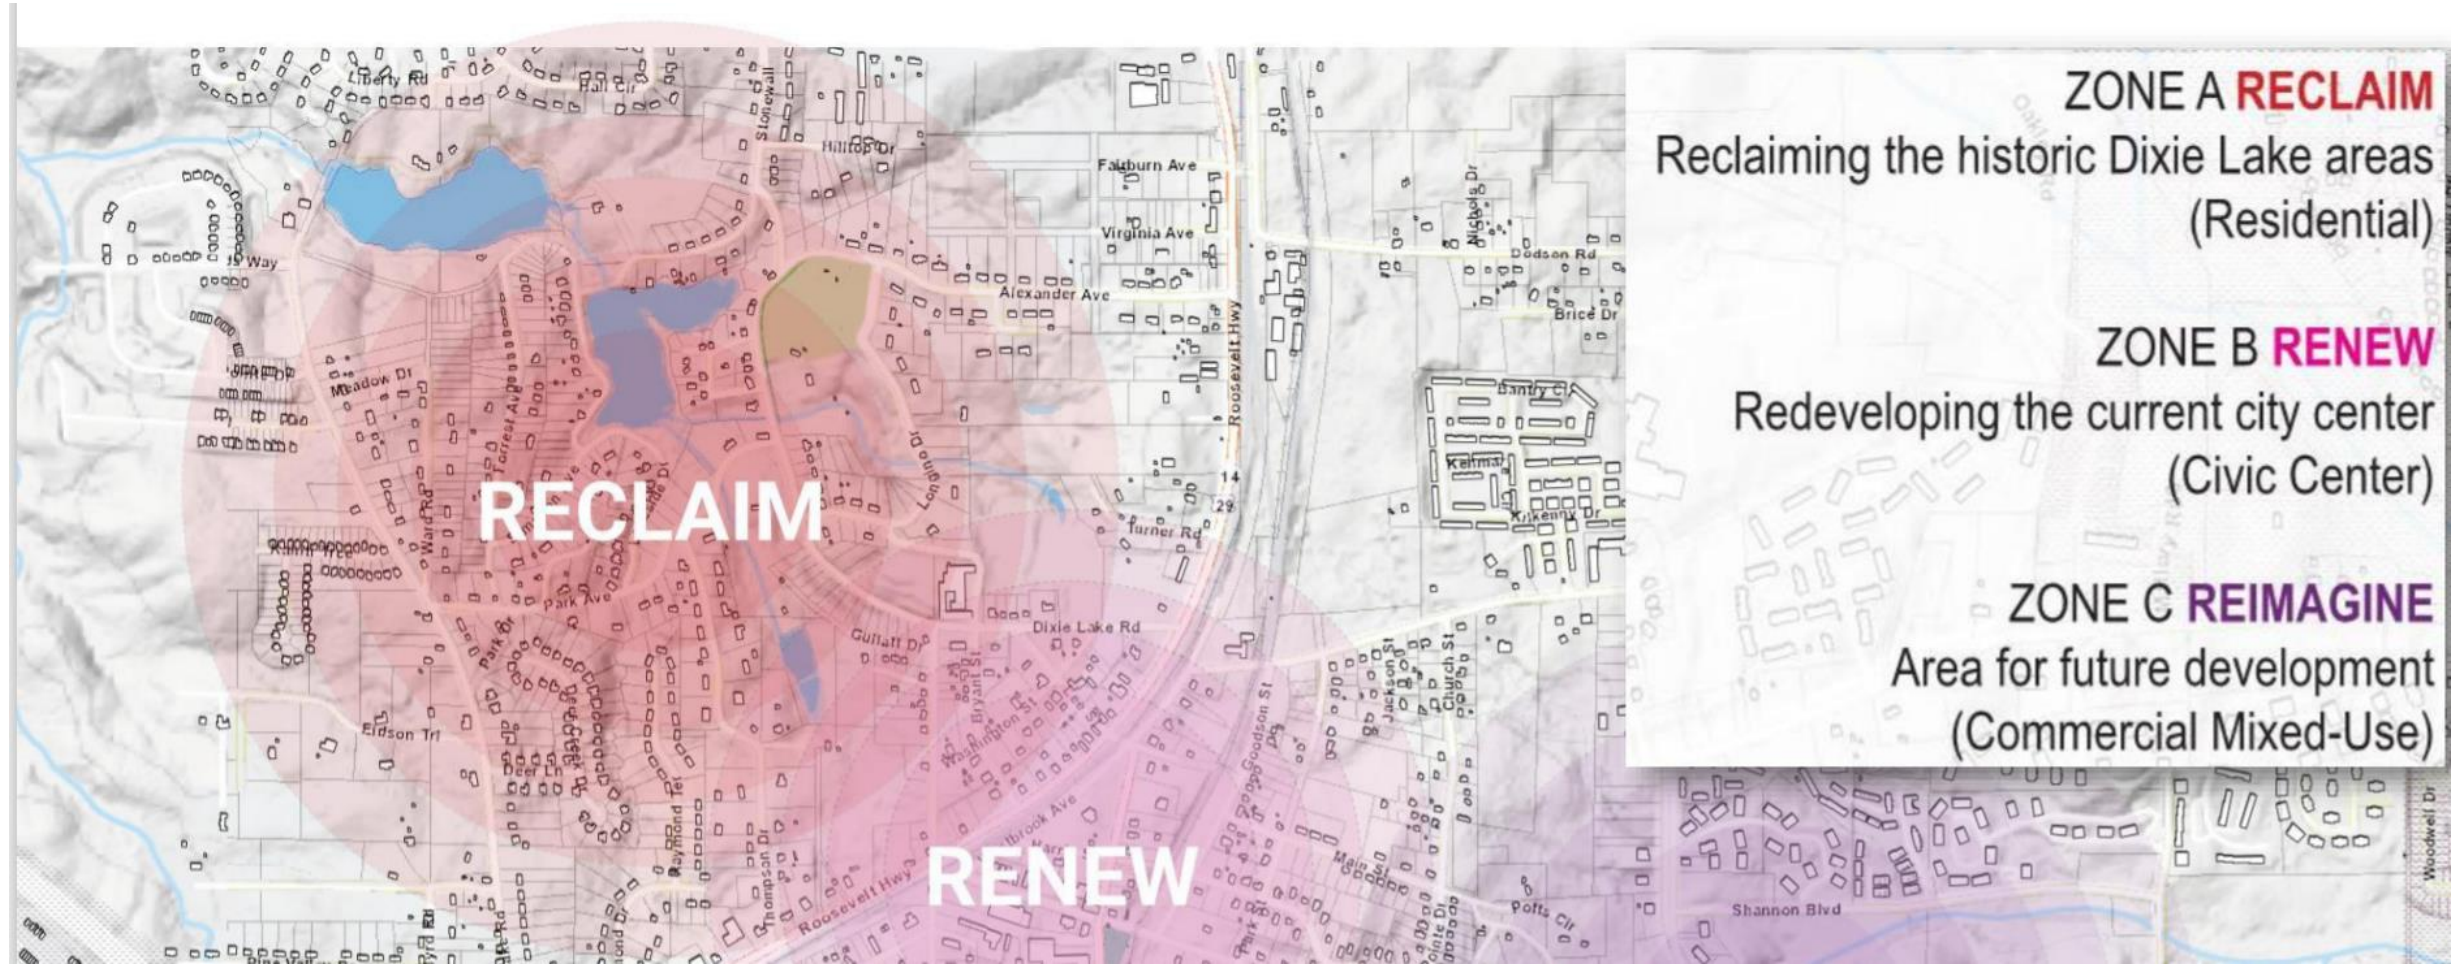 Liberty Rd
Hall Cir
Stonewall
Hilltop Dr
Fairburn Ave
Nichols Dr
Virginia Ave
Dodson Rd
Way
Alexander Ave
Brice Dr
Roosevelt Hwy
Meadow Dr
Forrest Ave
Bantry Ct
Longino Dr
14
29
Ward Rd
RECLAIM
Kilkenny Dr
Turner Rd
Park Ave
Dixie Lake Rd
Gullatt Dr
Park Dr
Bryant St
Jackson St
Church St
Washington St
Goodson St
Eidson Trl
Deer Ln
Raymond Ter
Thompson Dr
RENEW
Main St
Roosevelt Hwy
Potts Cir
Shannon Blvd
Woodwell Dr
Park St
ZONE A RECLAIM
Reclaiming the historic Dixie Lake areas
(Residential)
ZONE B RENEW
Redeveloping the current city center
(Civic Center)
ZONE C REIMAGINE
Area for future development
(Commercial Mixed-Use)